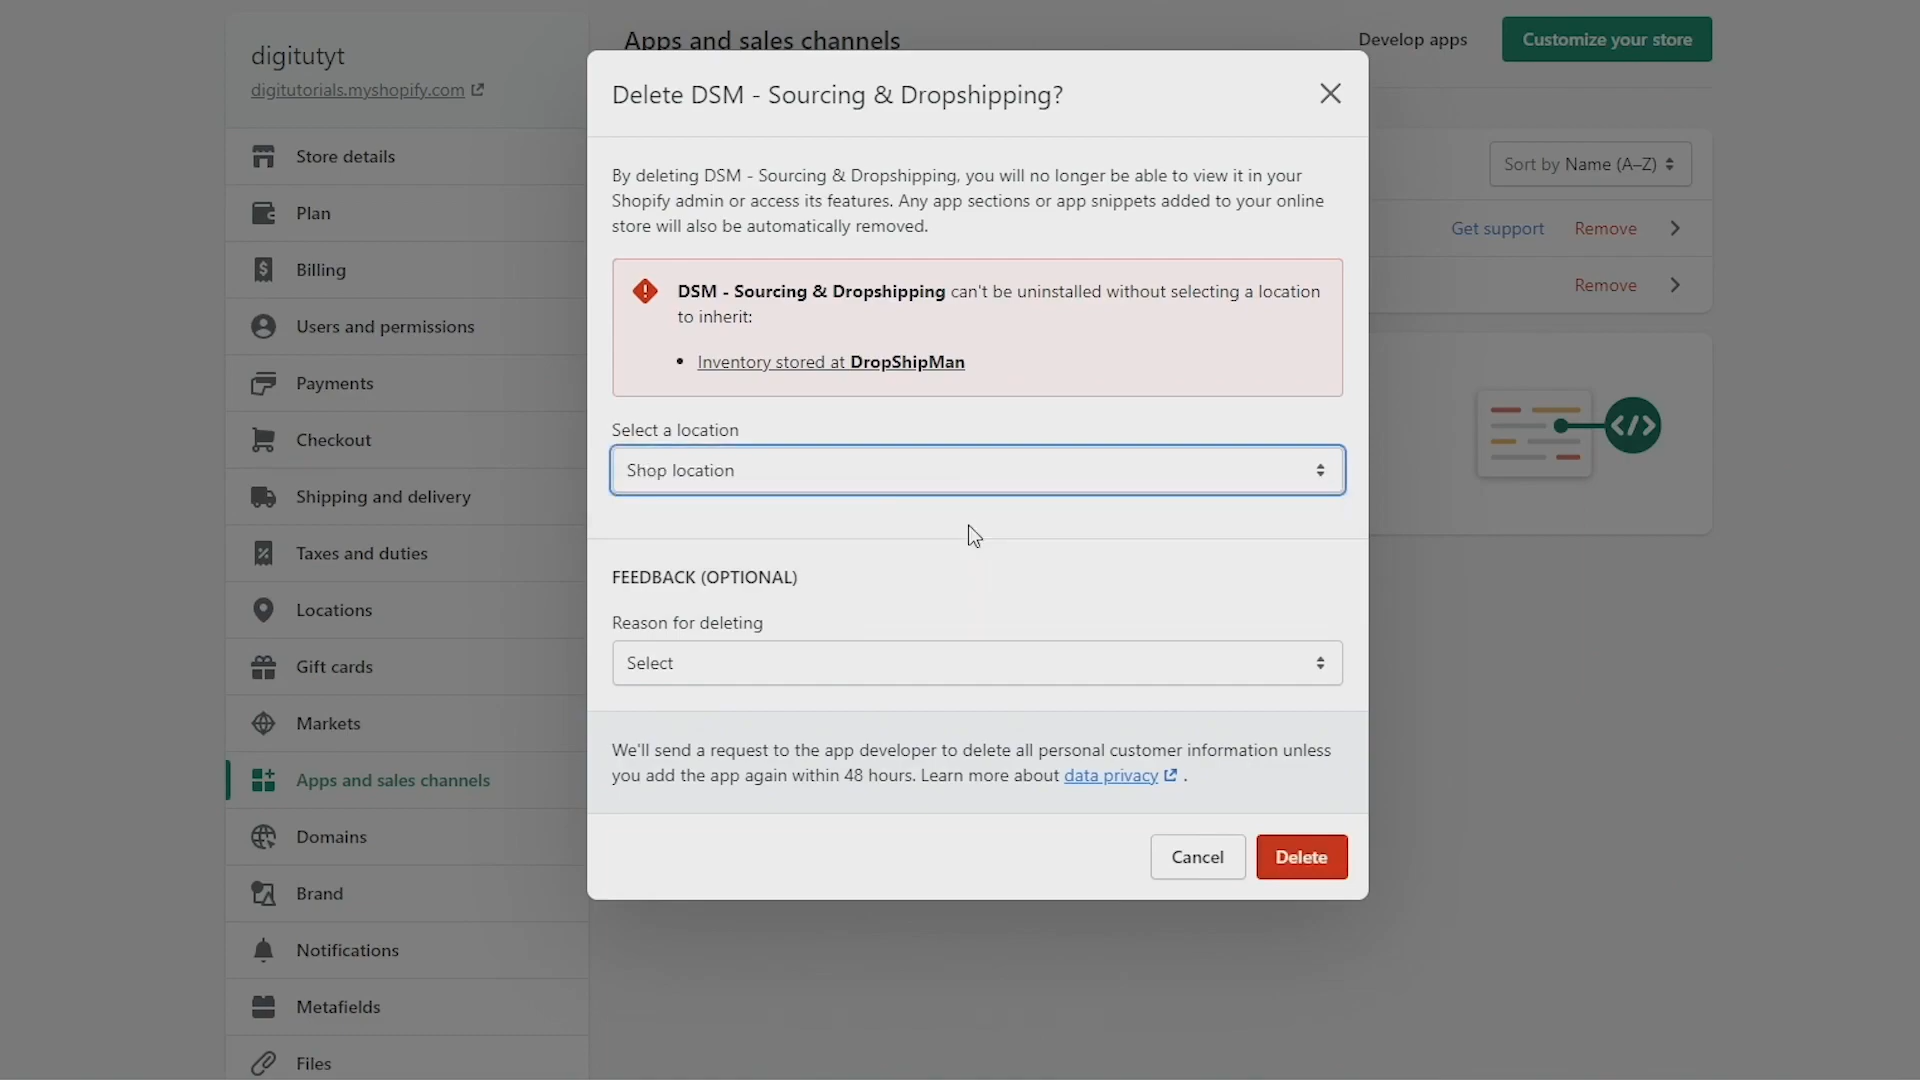 digitutyt
digitutorials.myshopify.com
Store details
Plan
Billing
Users and permissions
Payments
Checkout
Shipping and delivery
Taxes and duties
Locations
Gift cards
Markets
Apps and sales channels
Domains
Brand
Notifications
Metafields
Files
Apps and sales channels
Develop apps
Customize your store
Sort by Name (A–Z)
Get support
Remove
Remove
Delete DSM - Sourcing & Dropshipping?
By deleting DSM - Sourcing & Dropshipping, you will no longer be able to view it in your
Shopify admin or access its features. Any app sections or app snippets added to your online
store will also be automatically removed.
DSM - Sourcing & Dropshipping can't be uninstalled without selecting a location
to inherit:
• Inventory stored at DropShipMan
Select a location
Shop location
FEEDBACK (OPTIONAL)
Reason for deleting
Select
We'll send a request to the app developer to delete all personal customer information unless
you add the app again within 48 hours. Learn more about data privacy .
Cancel
Delete